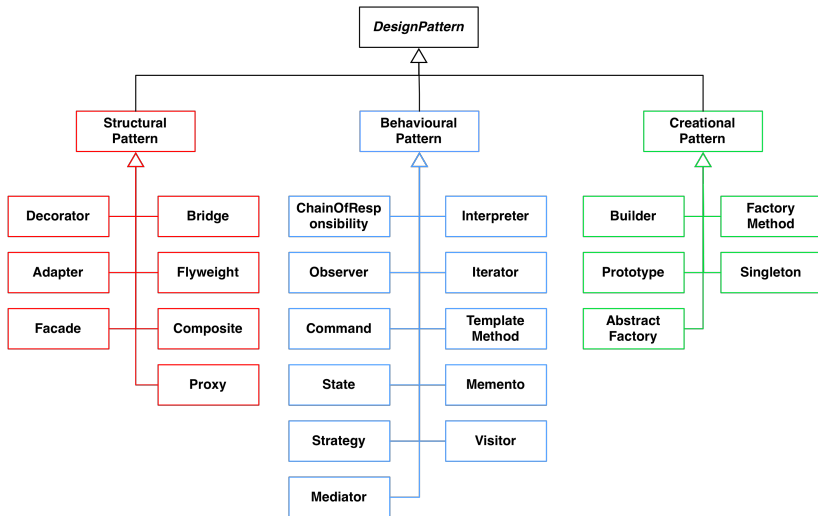 DesignPattern
Structural
Pattern
Behavioural
Pattern
Creational
Pattern
Decorator
Bridge
Adapter
Flyweight
Facade
Composite
Proxy
ChainOfResp
onsibility
Interpreter
Observer
Iterator
Command
Template
Method
State
Memento
Strategy
Visitor
Mediator
Builder
Factory
Method
Prototype
Singleton
Abstract
Factory